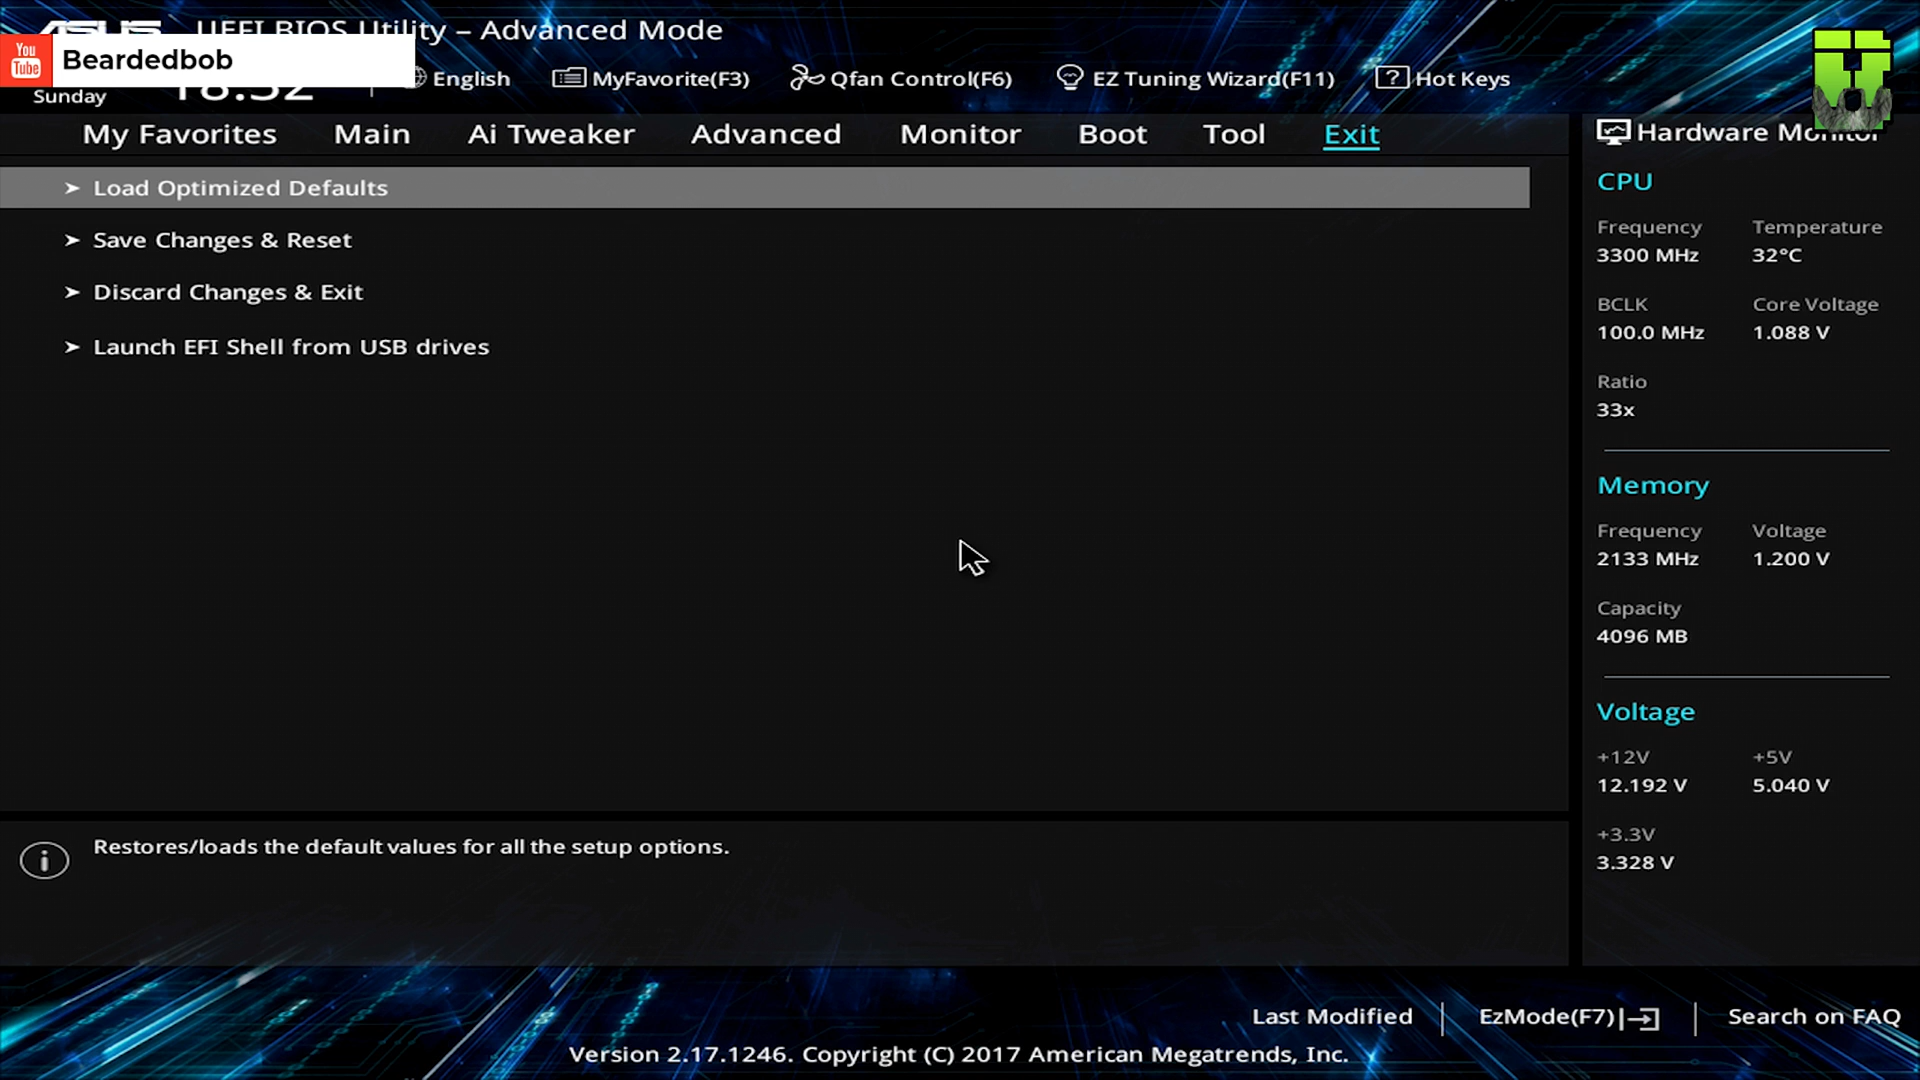 UEFI BIOS Utility – Advanced Mode
You
Tube
Beardedbob
Sunday
18:52
English
MyFavorite(F3)
Qfan Control(F6)
EZ Tuning Wizard(F11)
? Hot Keys
My Favorites
Main
Ai Tweaker
Advanced
Monitor
Boot
Tool
Exit
Load Optimized Defaults
Save Changes & Reset
Discard Changes & Exit
Launch EFI Shell from USB drives
Hardware Monitor
CPU
Frequency Temperature
3300 MHz 32°C
BCLK Core Voltage
100.0 MHz 1.088 V
Ratio
33x
Memory
Frequency Voltage
2133 MHz 1.200 V
Capacity
4096 MB
Voltage
+12V +5V
12.192 V 5.040 V
+3.3V
3.328 V
Restores/loads the default values for all the setup options.
Last Modified
EzMode(F7)
Search on FAQ
Version 2.17.1246. Copyright (C) 2017 American Megatrends, Inc.